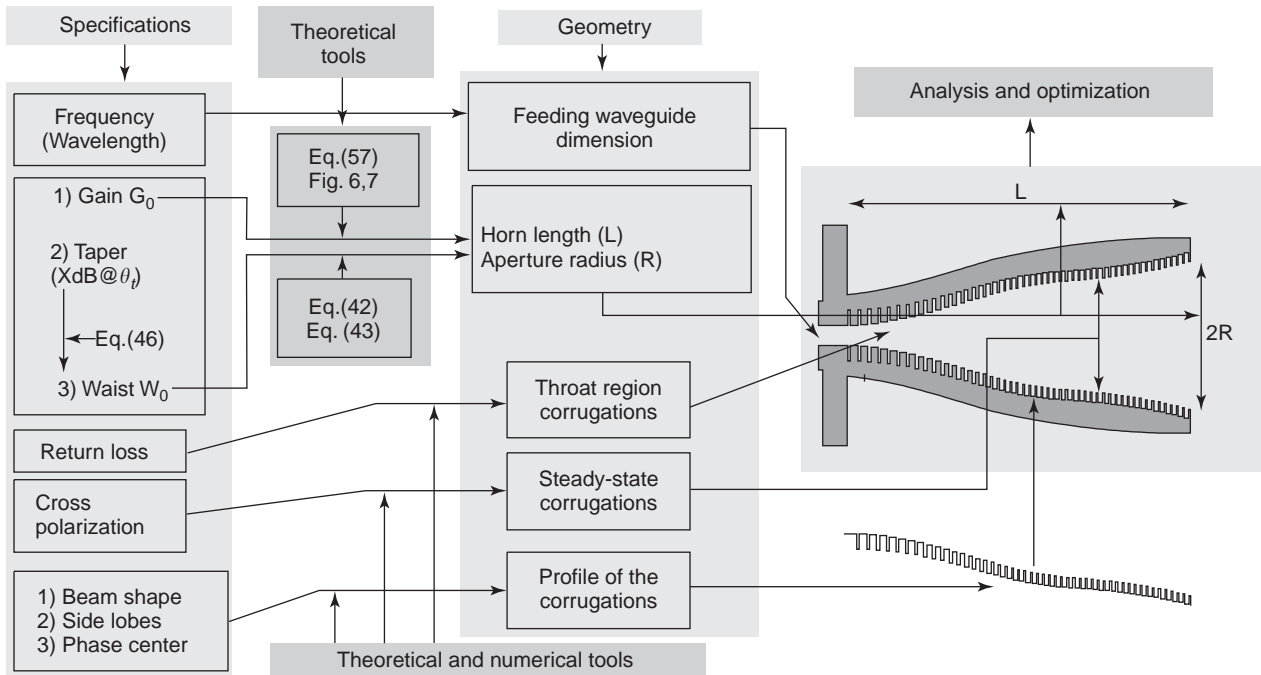 Specifications
Theoretical
tools
Geometry
Analysis and optimization
Frequency
(Wavelength)
Eq.(57)
Fig. 6,7
Feeding waveguide
dimension
1) Gain G₀
2) Taper
(XdB@θₜ)
Eq.(46)
3) Waist W₀
Horn length (L)
Aperture radius (R)
Eq.(42)
Eq. (43)
L
2R
Return loss
Throat region
corrugations
Cross
polarization
Steady-state
corrugations
1) Beam shape
2) Side lobes
3) Phase center
Profile of the
corrugations
Theoretical and numerical tools